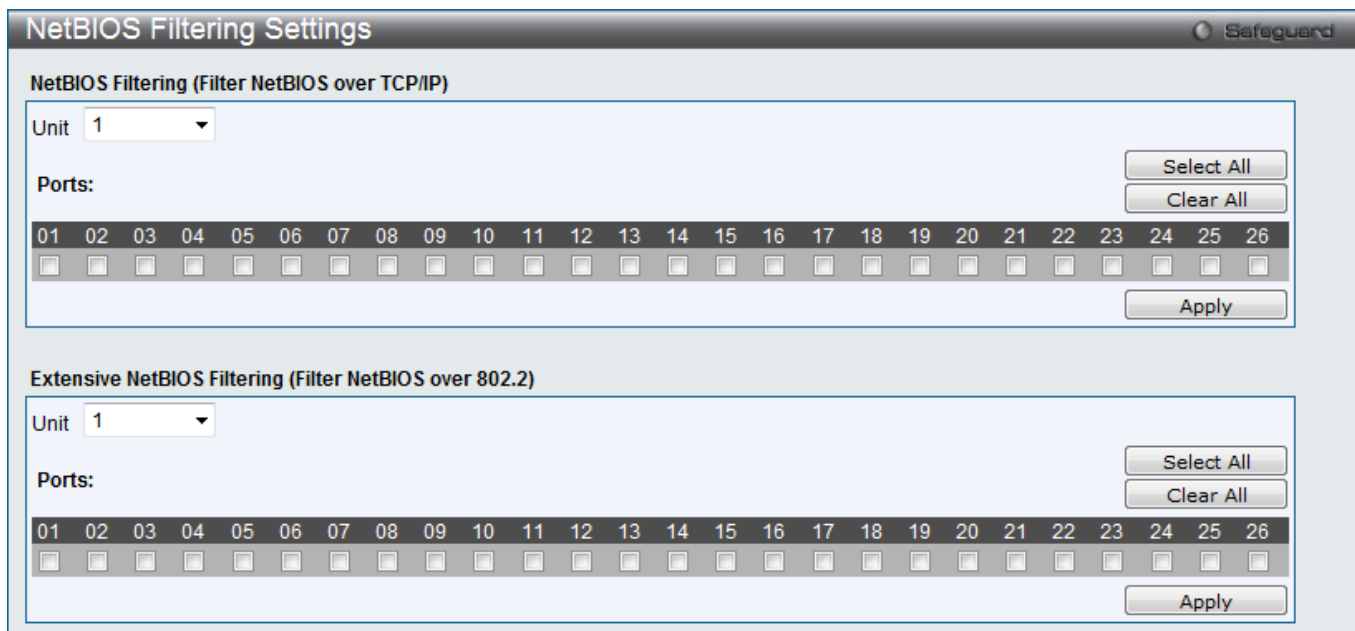 NetBIOS Filtering Settings
Safeguard
NetBIOS Filtering (Filter NetBIOS over TCP/IP)
Unit 1
Select All
Ports:
Clear All
01 02 03 04 05 06 07 08 09 10 11 12 13 14 15 16 17 18 19 20 21 22 23 24 25 26
Apply
Extensive NetBIOS Filtering (Filter NetBIOS over 802.2)
Unit 1
Select All
Ports:
Clear All
01 02 03 04 05 06 07 08 09 10 11 12 13 14 15 16 17 18 19 20 21 22 23 24 25 26
Apply